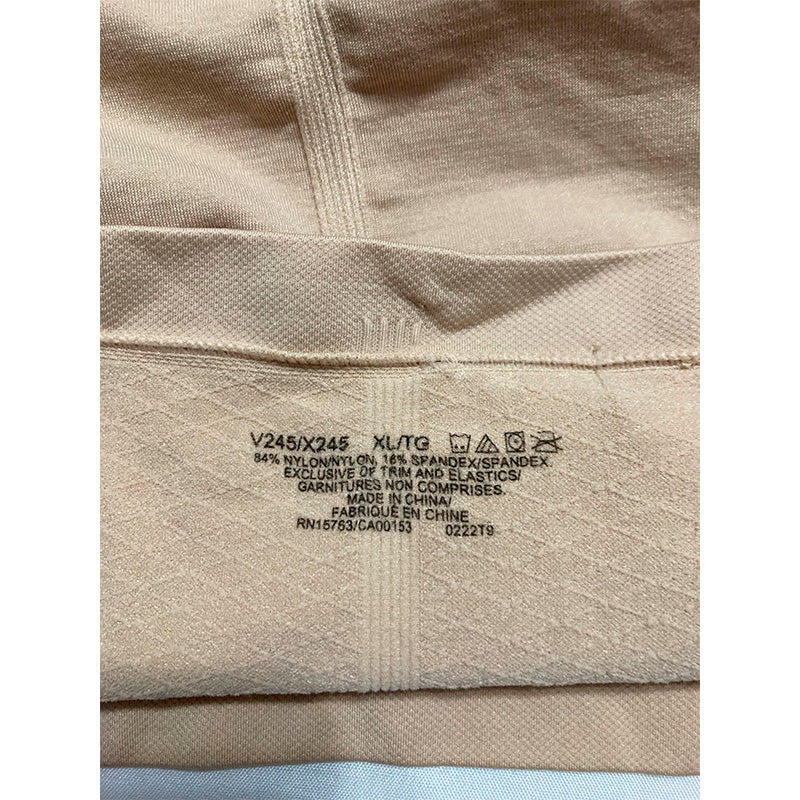 V245/X245 XL/TG
84% NYLON/NYLON, 16% SPANDEX/SPANDEX.
EXCLUSIVE OF TRIM AND ELASTICS/
GARNITURES NON COMPRISES.
MADE IN CHINA/
FABRIQUÉ EN CHINE
RN15763/CA00153 0222T9